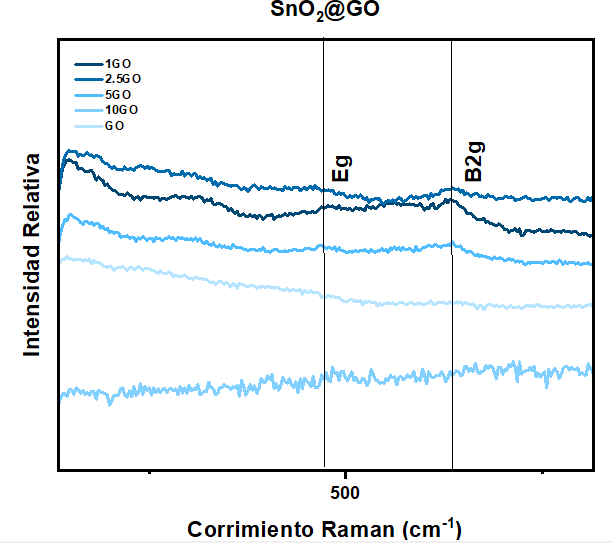 SnO₂@GO
1GO
2.5GO
5GO
10GO
GO
Eg
B2g
Intensidad Relativa
500
Corrimiento Raman (cm⁻¹)